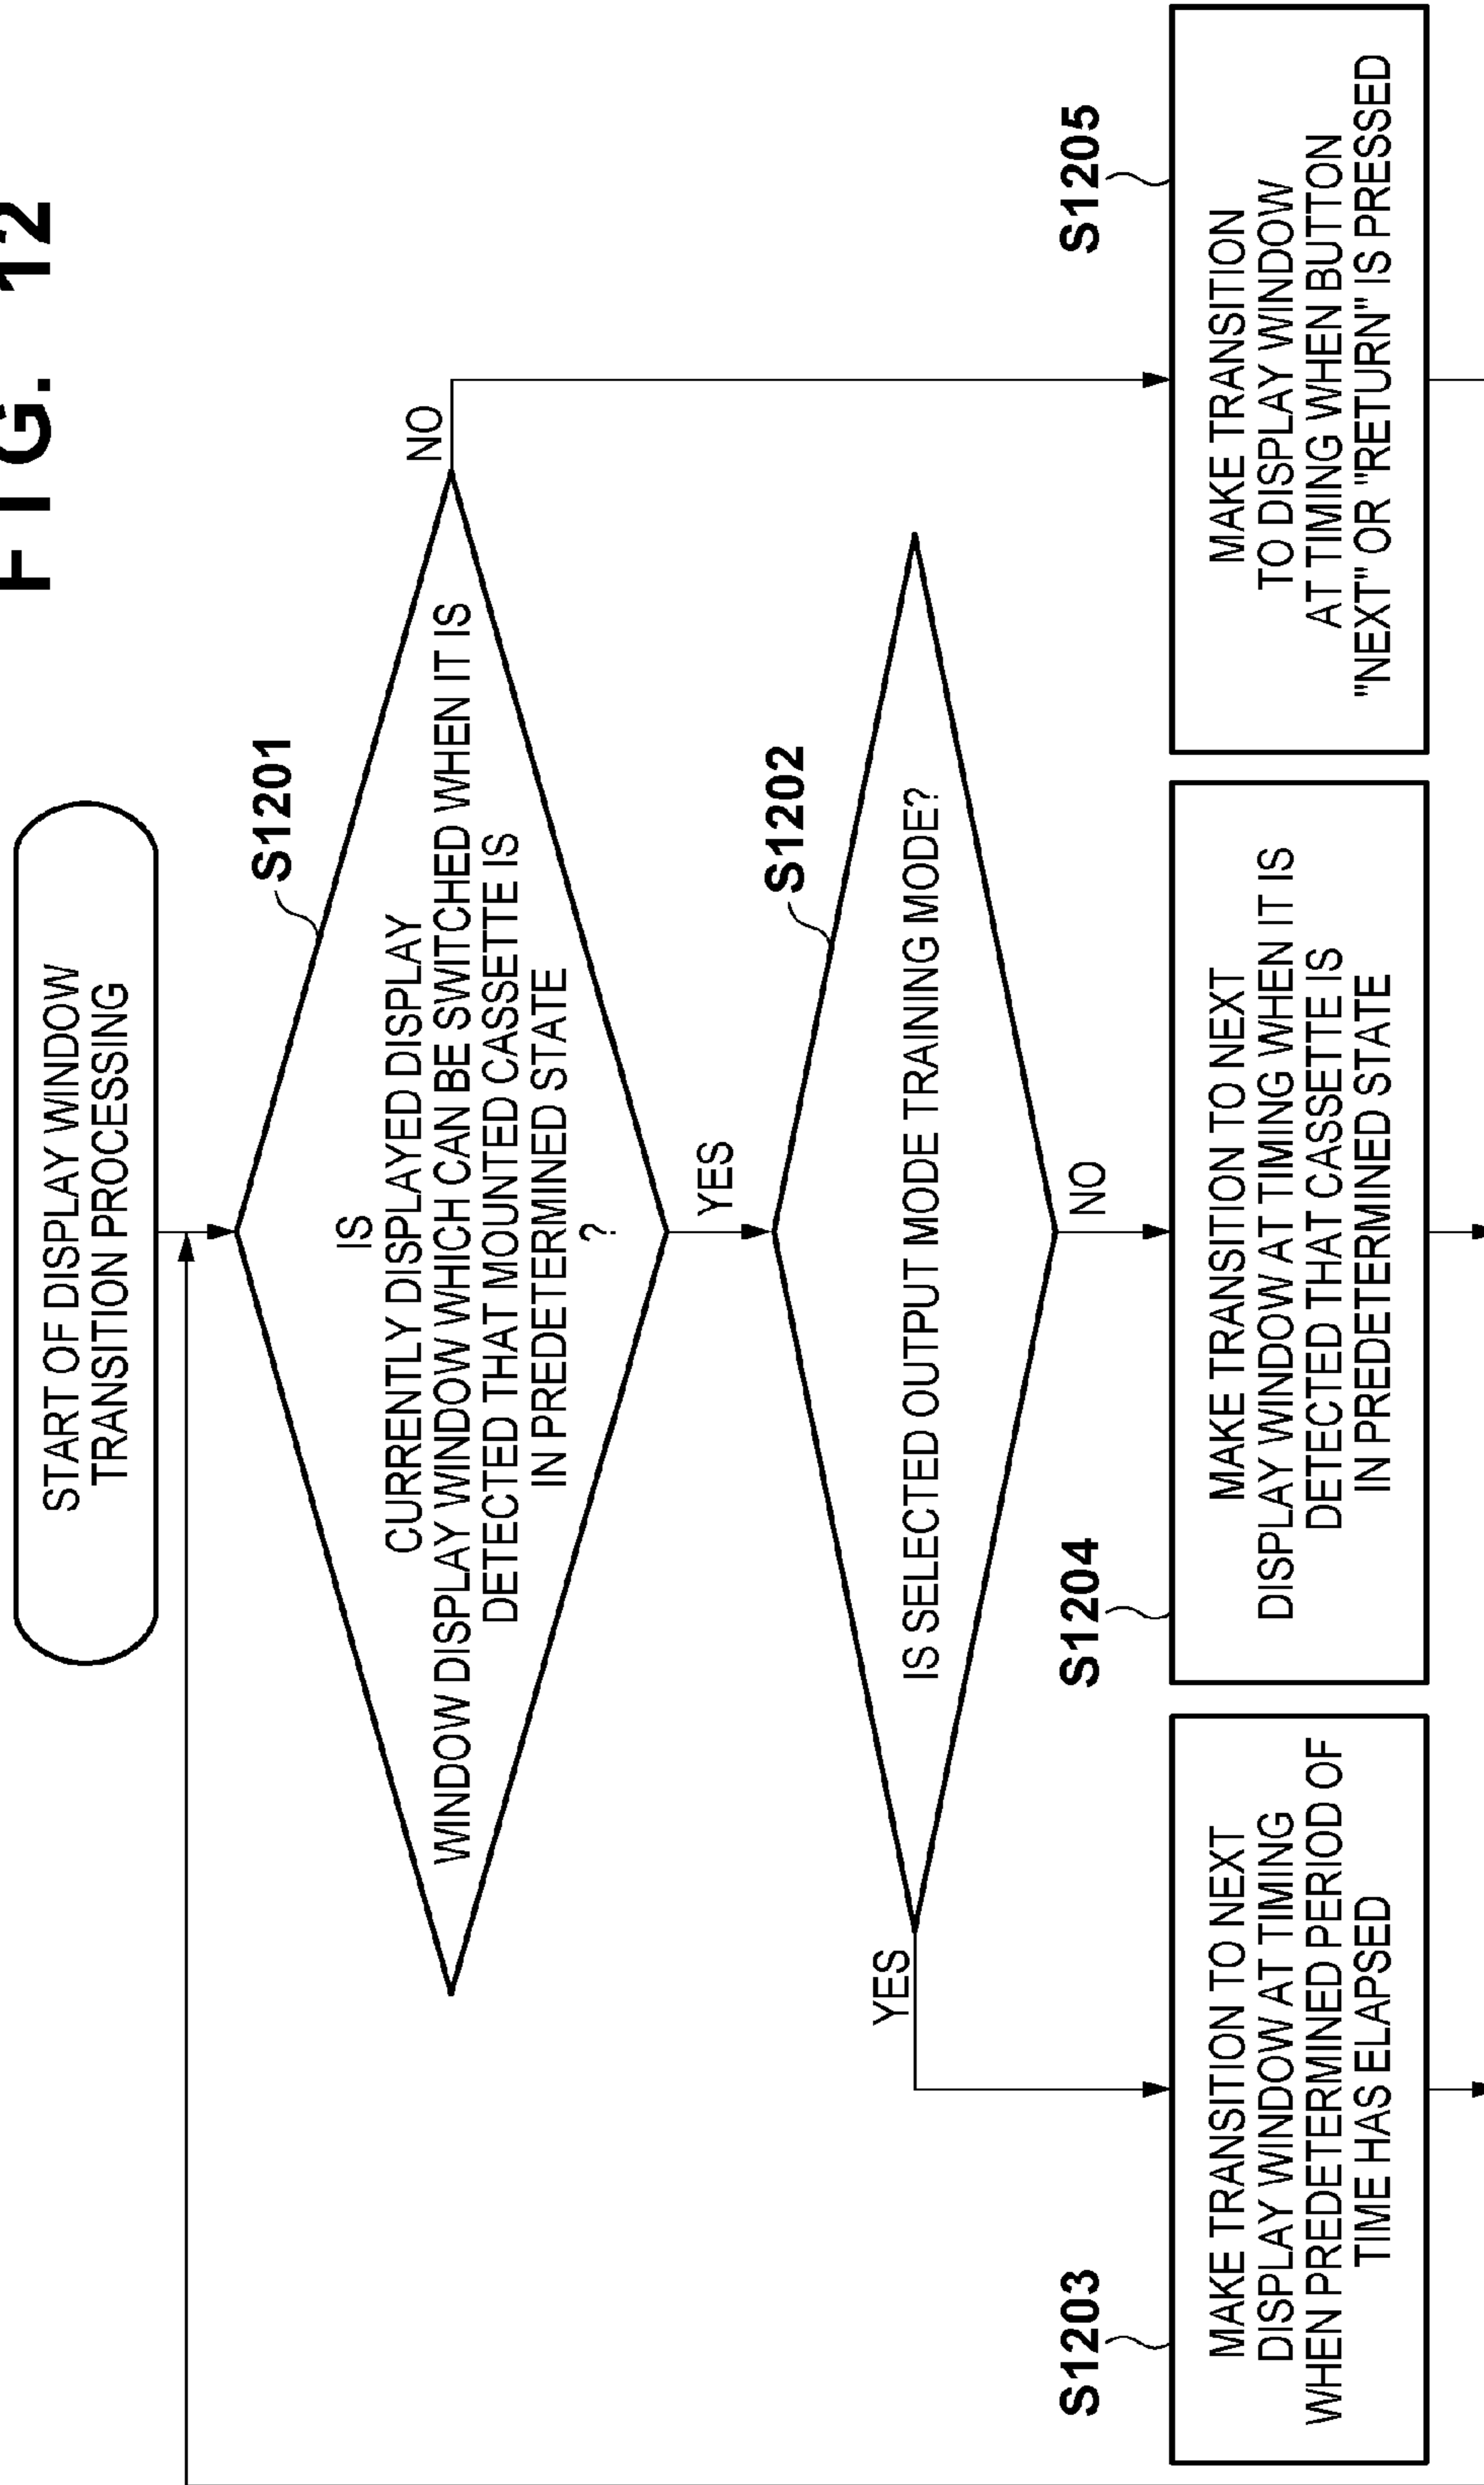 FIG. 12
START OF DISPLAY WINDOW
TRANSITION PROCESSING
S1201
IS
CURRENTLY DISPLAYED DISPLAY
WINDOW DISPLAY WINDOW WHICH CAN BE SWITCHED WHEN IT IS
DETECTED THAT MOUNTED CASSETTE IS
IN PREDETERMINED STATE
?
NO
YES
S1202
IS SELECTED OUTPUT MODE TRAINING MODE?
YES
NO
S1203
MAKE TRANSITION TO NEXT
DISPLAY WINDOW AT TIMING
WHEN PREDETERMINED PERIOD OF
TIME HAS ELAPSED
S1204
MAKE TRANSITION TO NEXT
DISPLAY WINDOW AT TIMING WHEN IT IS
DETECTED THAT CASSETTE IS
IN PREDETERMINED STATE
S1205
MAKE TRANSITION
TO DISPLAY WINDOW
AT TIMING WHEN BUTTON
"NEXT" OR "RETURN" IS PRESSED